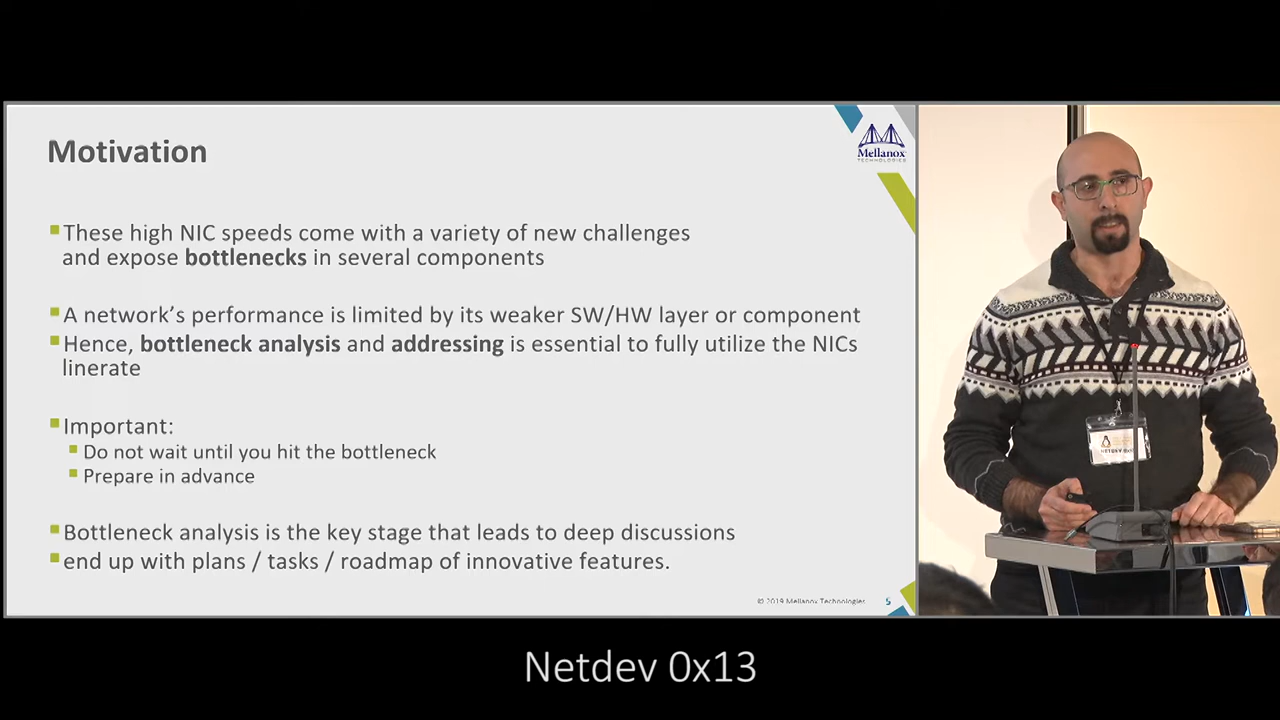 Motivation
Mellanox
TECHNOLOGIES
These high NIC speeds come with a variety of new challenges
and expose bottlenecks in several components
A network's performance is limited by its weaker SW/HW layer or component
Hence, bottleneck analysis and addressing is essential to fully utilize the NICs
linerate
Important:
Do not wait until you hit the bottleneck
Prepare in advance
Bottleneck analysis is the key stage that leads to deep discussions
end up with plans / tasks / roadmap of innovative features.
© 2019 Mellanox Technologies
5
Netdev 0x13